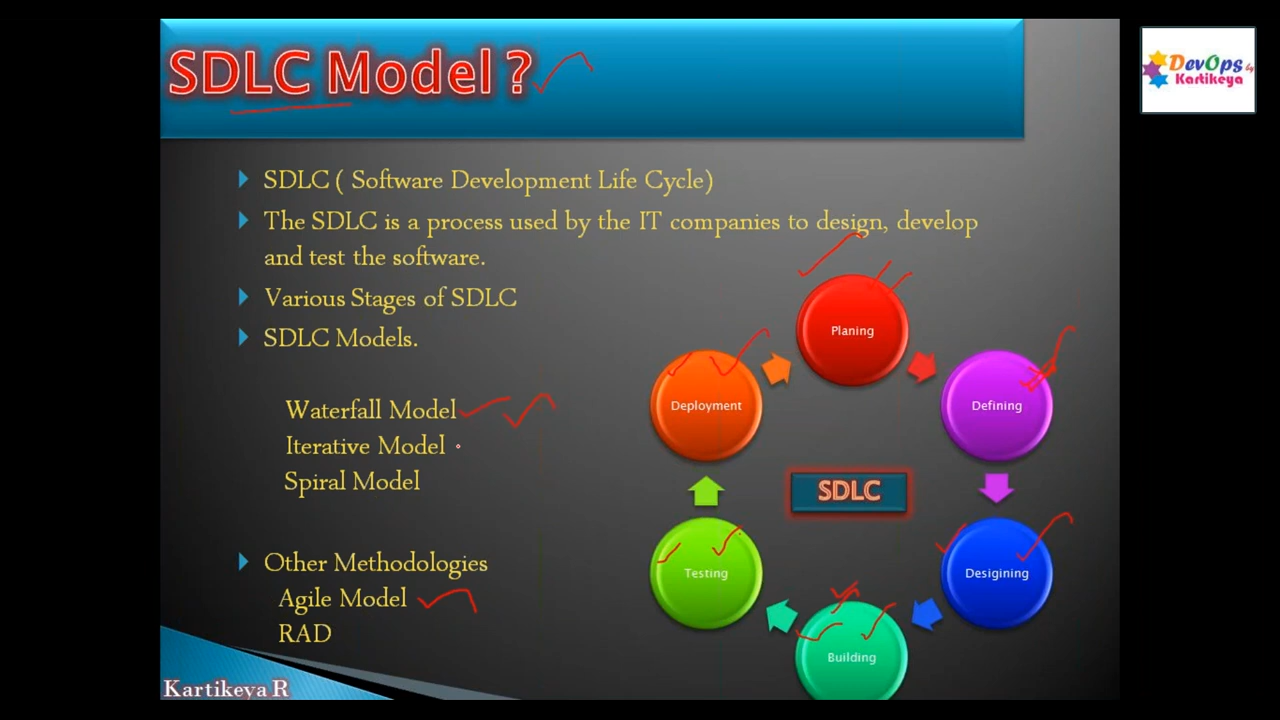 SDLC Model ?
DevOps by
Kartikeya
SDLC ( Software Development Life Cycle)
The SDLC is a process used by the IT companies to design, develop
and test the software.
Various Stages of SDLC
SDLC Models.
Waterfall Model
Iterative Model
Spiral Model
Other Methodologies
Agile Model
RAD
Planing
Defining
Desigining
Building
Testing
Deployment
SDLC
Kartikeya R